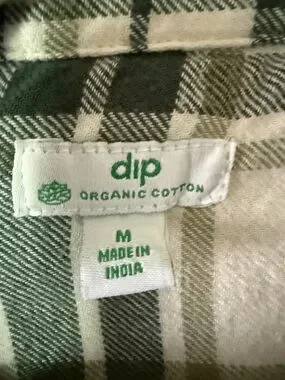 dip
ORGANIC COTTON
M
MADE IN
INDIA